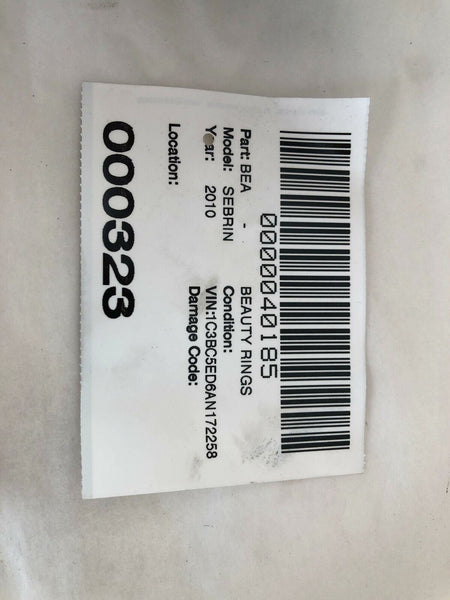 0000040185
Part: BEA - BEAUTY RINGS
Model: SEBRIN Condition:
Year: 2010 VIN:1C3BC5ED6AN172258
Damage Code:
Location:
000323